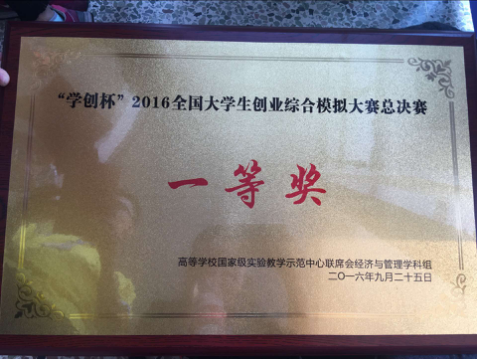 “学创杯”2016全国大学生创业综合模拟大赛总决赛
一等奖
高等学校国家级实验教学示范中心联席会经济与管理学科组
二〇一六年九月二十五日